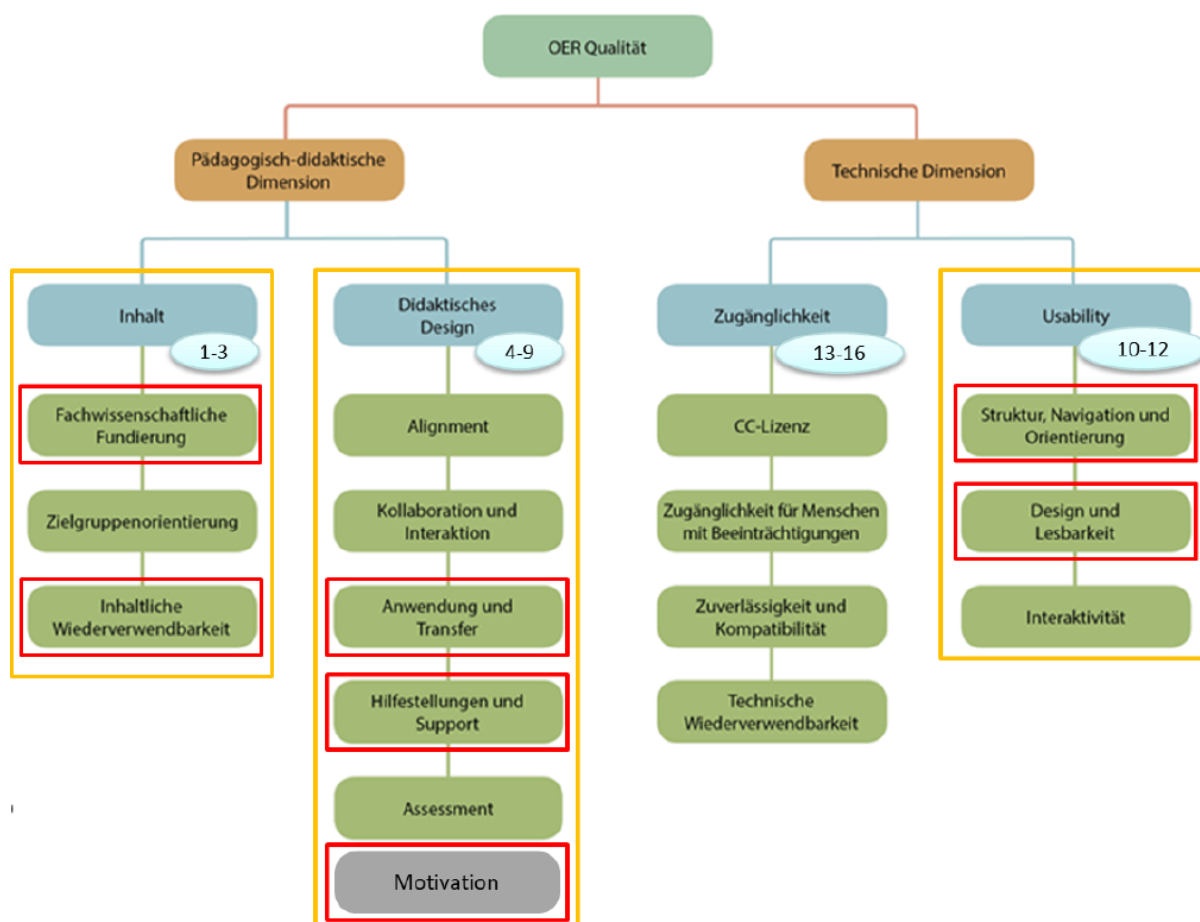 OER Qualität
Pädagogisch-didaktische
Dimension
Technische Dimension
Inhalt
1-3
Didaktisches
Design
4-9
Zugänglichkeit
13-16
Usability
10-12
Fachwissenschaftliche
Fundierung
Alignment
CC-Lizenz
Struktur, Navigation und
Orientierung
Zielgruppenorientierung
Kollaboration und
Interaktion
Zugänglichkeit für Menschen
mit Beeinträchtigungen
Design und
Lesbarkeit
Inhaltliche
Wiederverwendbarkeit
Anwendung und
Transfer
Zuverlässigkeit und
Kompatibilität
Interaktivität
Hilfestellungen und
Support
Technische
Wiederverwendbarkeit
Assessment
Motivation